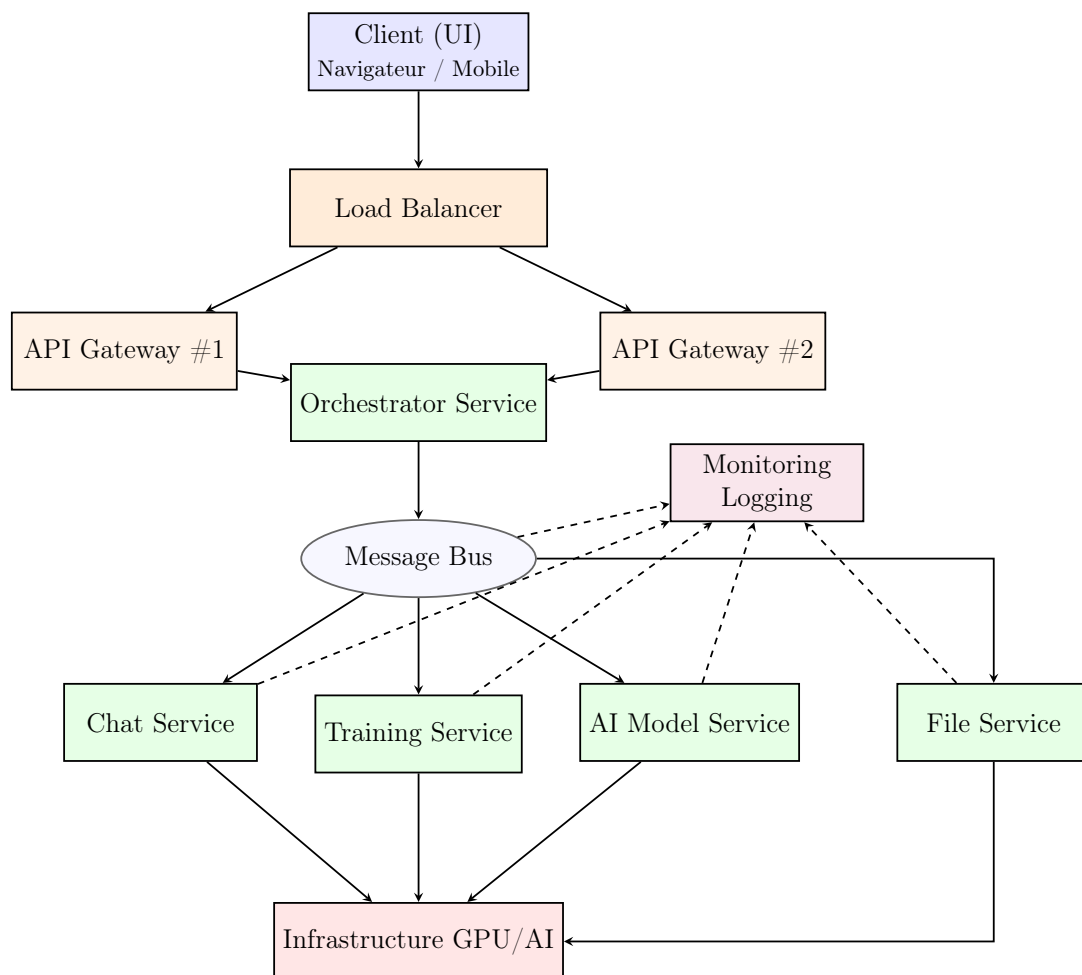 Client (UI)
Navigateur / Mobile
Load Balancer
API Gateway #1
API Gateway #2
Orchestrator Service
Monitoring
Logging
Message Bus
Chat Service
Training Service
AI Model Service
File Service
Infrastructure GPU/AI